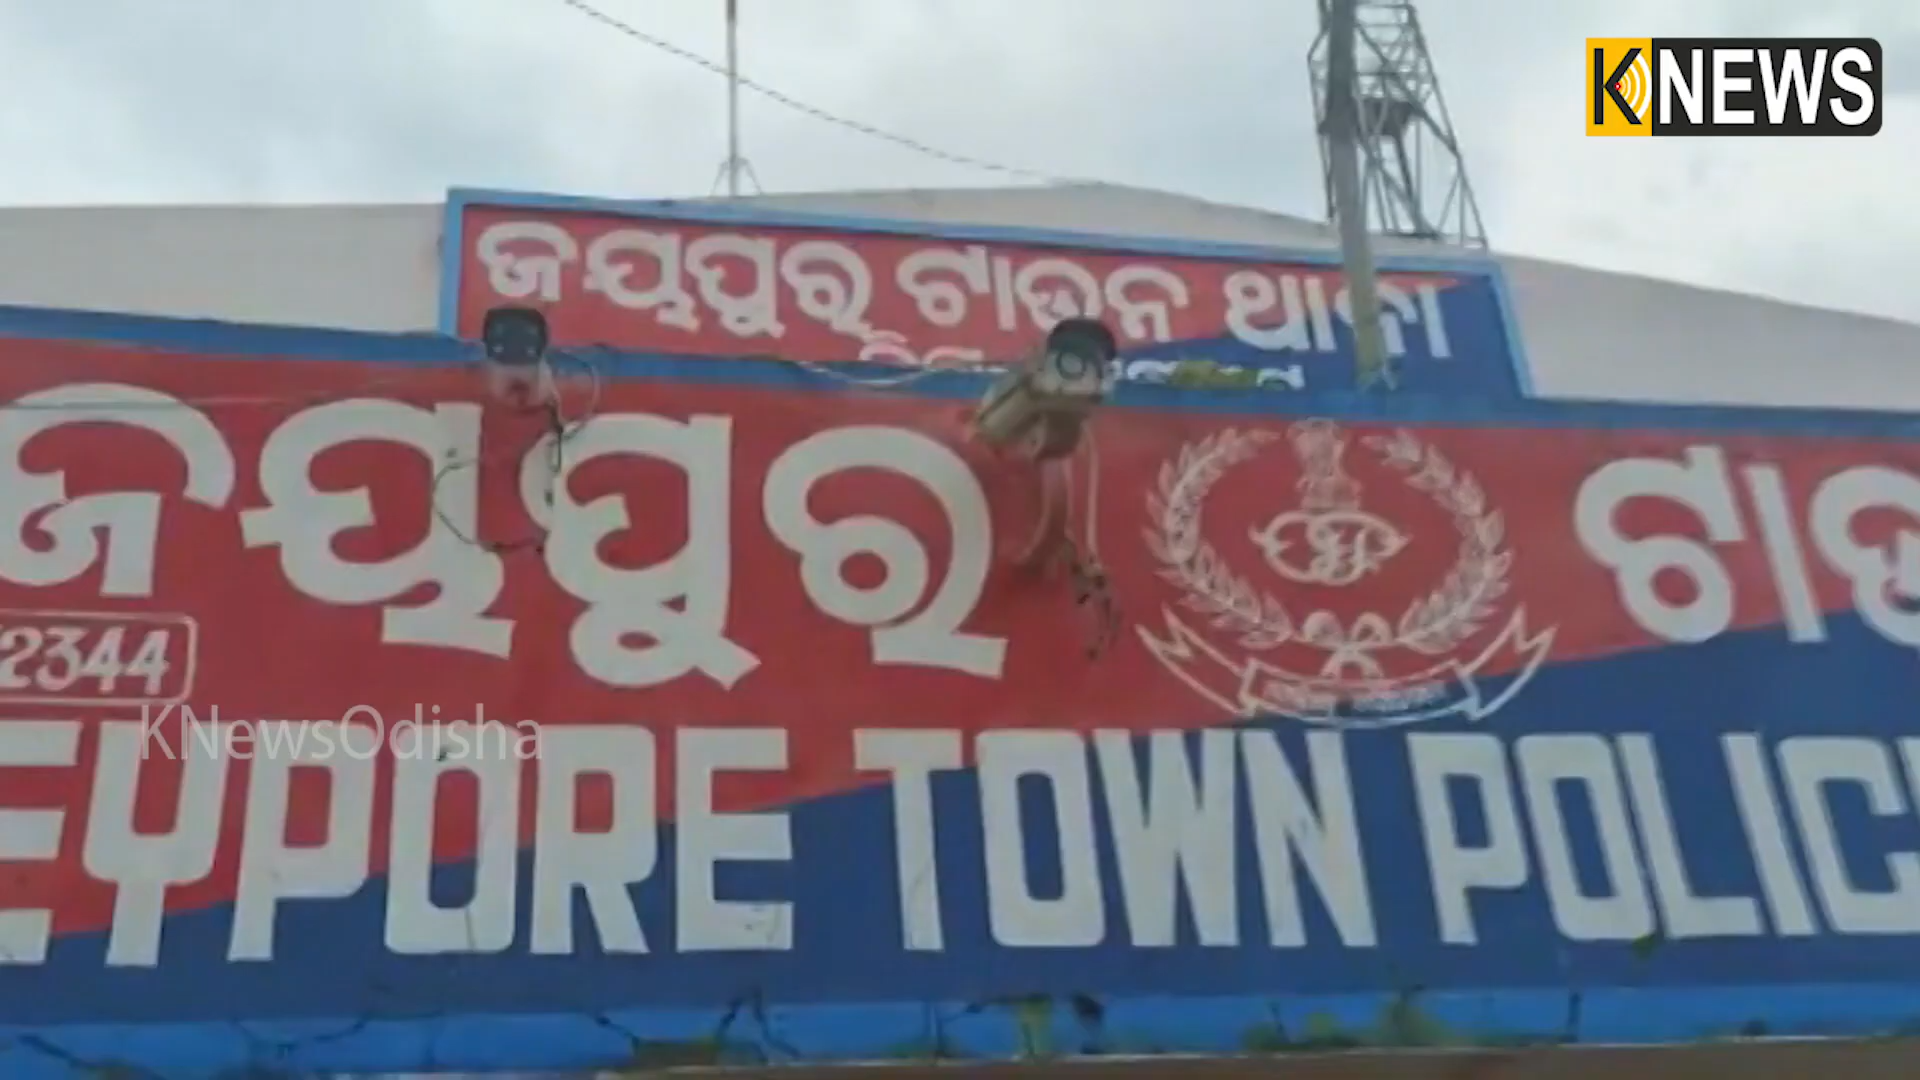 KNEWS
ଜୟପୁର ଟାଉନ ଥାନା
ଜୟପୁର ଟାଉ
2344
KNewsOdisha
EYPORE TOWN POLIC